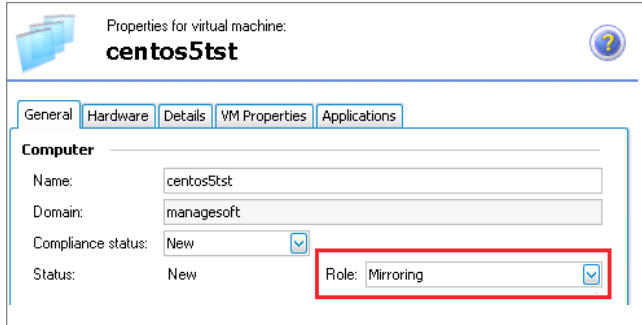 Properties for virtual machine:
centos5tst
?
General Hardware Details VM Properties Applications
Computer
Name: centos5tst
Domain: managesoft
Compliance status: New
Status: New Role: Mirroring